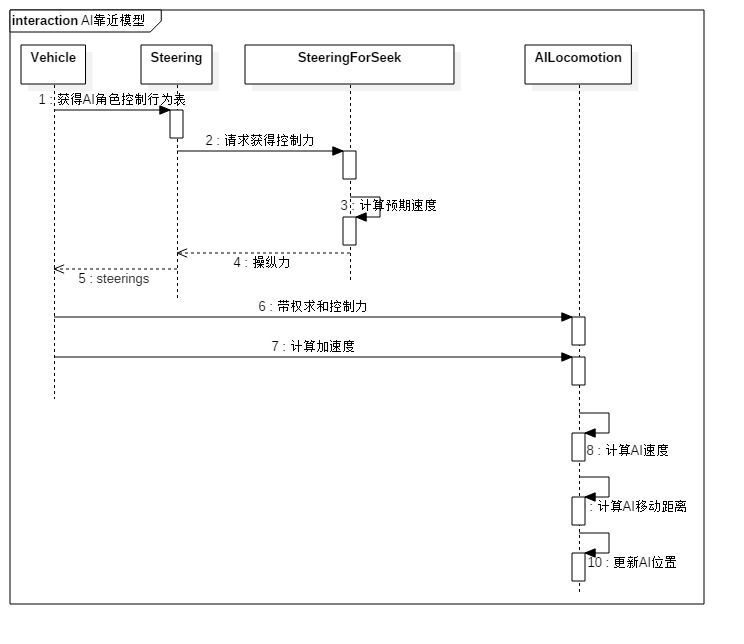 interaction AI靠近模型
Vehicle
Steering
SteeringForSeek
AILocomotion
1 : 获得AI角色控制行为表
2 : 请求获得控制力
3 : 计算预期速度
4 : 操纵力
5 : steerings
6 : 带权求和控制力
7 : 计算加速度
8 : 计算AI速度
: 计算AI移动距离
10 : 更新AI位置